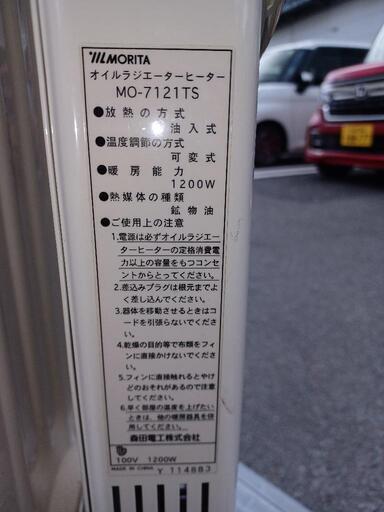 MORITA
オイルラジエーターヒーター
MO-7121TS
●放熱の方式
油入式
●温度調節の方式
可変式
●暖房能力
1200W
●熱媒体の種類
鉱物油
●ご使用上の注意
1.電源は必ずオイルラジエー
ターヒーターの定格消費電
力以上の容量をもつコンセ
ントからとってください。
2.差込みプラグは根元までよ
く差し込んでください。
3.器体を移動させるときはコ
ードを引張らないでくださ
い。
4.乾燥の目的等で布類をフィ
ンに直接かけないでくださ
い。
5.フィンに直接触れるとやけ
どのおそれがあるので注意
してください。
6.早く部屋の温度を上げたい
ときは、他の暖房器具を併
用してください。
森田電工株式会社
100V 1200W
MADE IN CHINA Y 114883